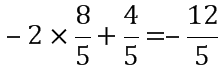 – 2 × 8/5 + 4/5 = – 12/5